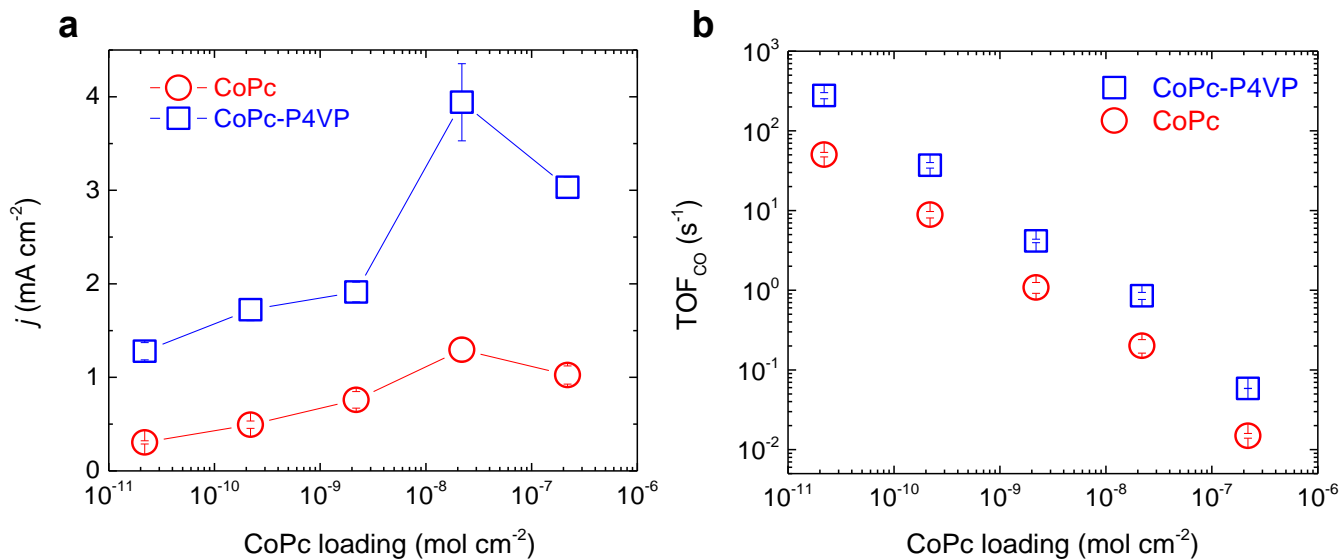 a
CoPc
CoPc-P4VP
j (mA cm⁻²)
4
3
2
1
0
10⁻¹¹ 10⁻¹⁰ 10⁻⁹ 10⁻⁸ 10⁻⁷ 10⁻⁶
CoPc loading (mol cm⁻²)
b
CoPc-P4VP
CoPc
TOF_CO (s⁻¹)
10³
10²
10¹
10⁰
10⁻¹
10⁻²
10⁻¹¹ 10⁻¹⁰ 10⁻⁹ 10⁻⁸ 10⁻⁷ 10⁻⁶
CoPc loading (mol cm⁻²)